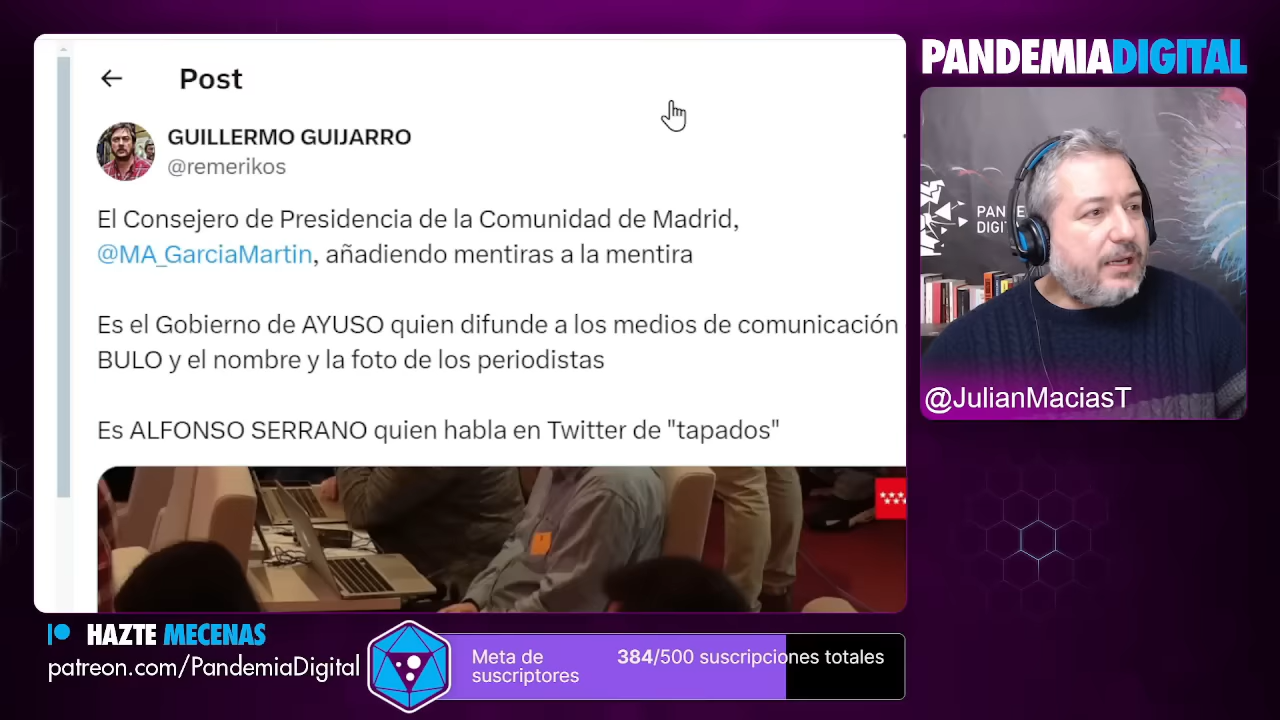 Post
GUILLERMO GUIJARRO
@remerikos
El Consejero de Presidencia de la Comunidad de Madrid,
@MA_GarciaMartin, añadiendo mentiras a la mentira
Es el Gobierno de AYUSO quien difunde a los medios de comunicación
BULO y el nombre y la foto de los periodistas
Es ALFONSO SERRANO quien habla en Twitter de "tapados"
PANDEMIADIGITAL
PAN
DIGI
@JulianMaciasT
HAZTE MECENAS
patreon.com/PandemiaDigital
Meta de
suscriptores
384/500 suscripciones totales